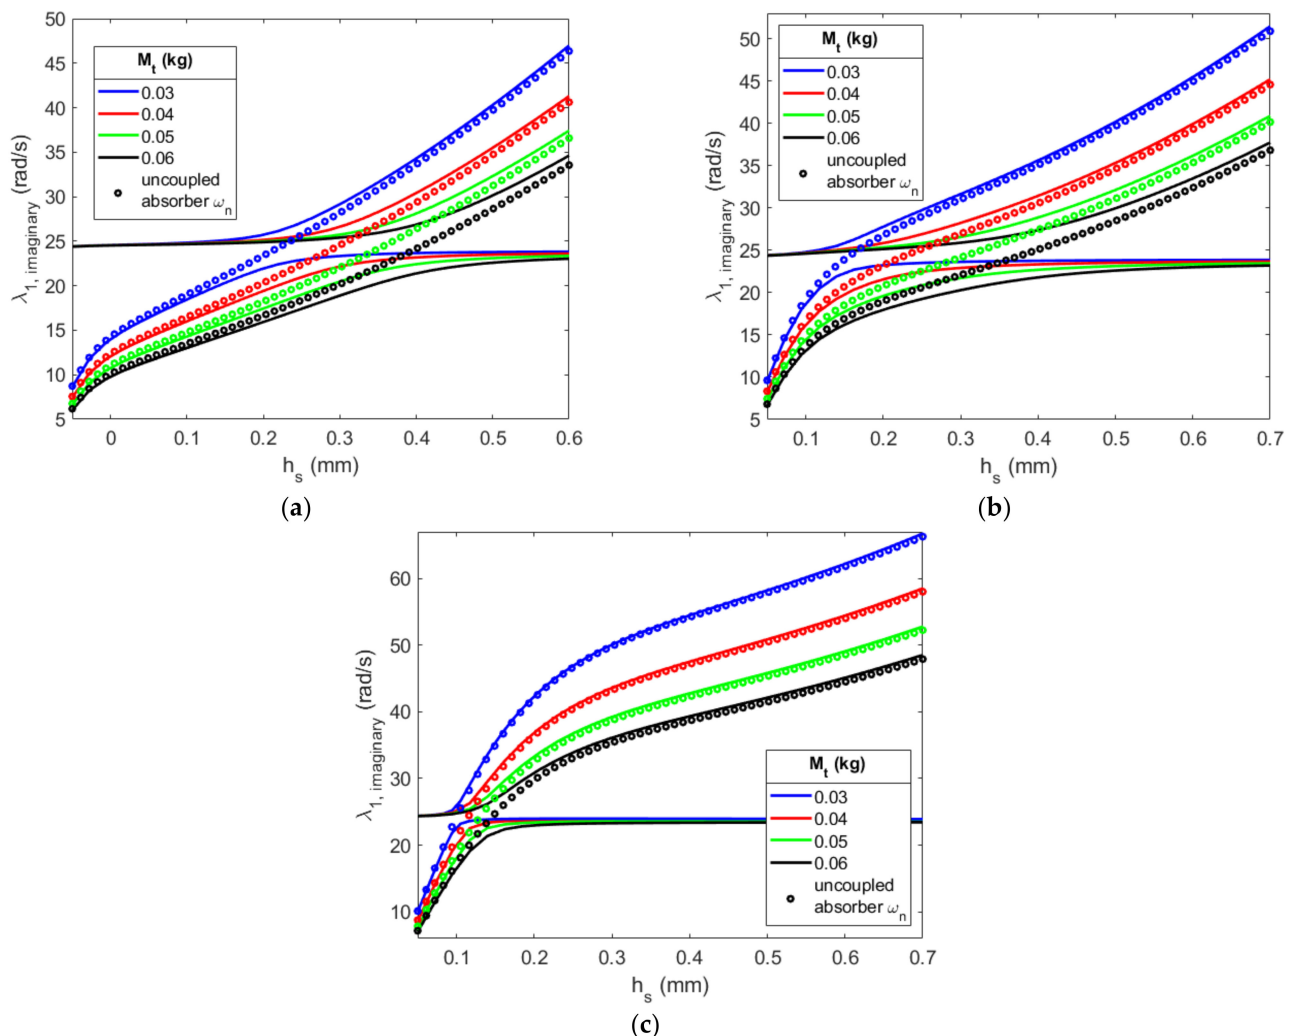 50
45
40
35
30
25
20
15
10
5
λ1, imaginary (rad/s)
Mt (kg)
0.03
0.04
0.05
0.06
uncoupled
absorber ωn
0 0.1 0.2 0.3 0.4 0.5 0.6
hs (mm)
(a)
50
45
40
35
30
25
20
15
10
5
λ1, imaginary (rad/s)
Mt (kg)
0.03
0.04
0.05
0.06
uncoupled
absorber ωn
0.1 0.2 0.3 0.4 0.5 0.6 0.7
hs (mm)
(b)
60
50
40
30
20
10
λ1, imaginary (rad/s)
Mt (kg)
0.03
0.04
0.05
0.06
uncoupled
absorber ωn
0.1 0.2 0.3 0.4 0.5 0.6 0.7
hs (mm)
(c)